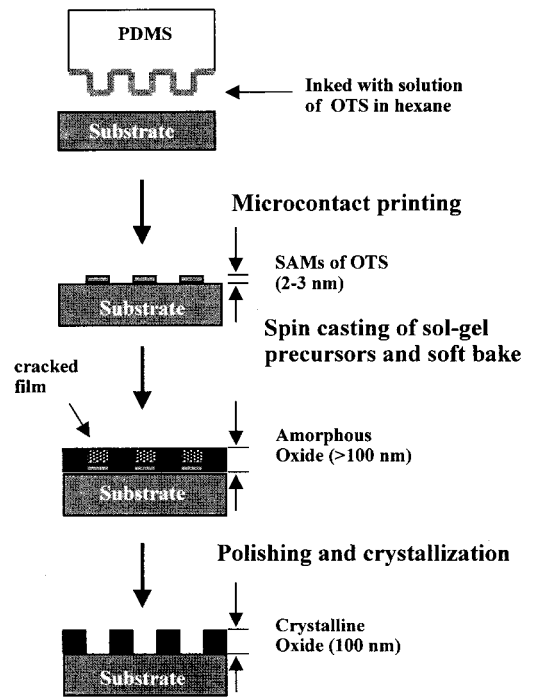 PDMS
Inked with solution
of OTS in hexane
Substrate
Microcontact printing
SAMs of OTS
(2-3 nm)
Substrate
Spin casting of sol-gel
precursors and soft bake
cracked
film
Amorphous
Oxide (>100 nm)
Substrate
Polishing and crystallization
Crystalline
Oxide (100 nm)
Substrate